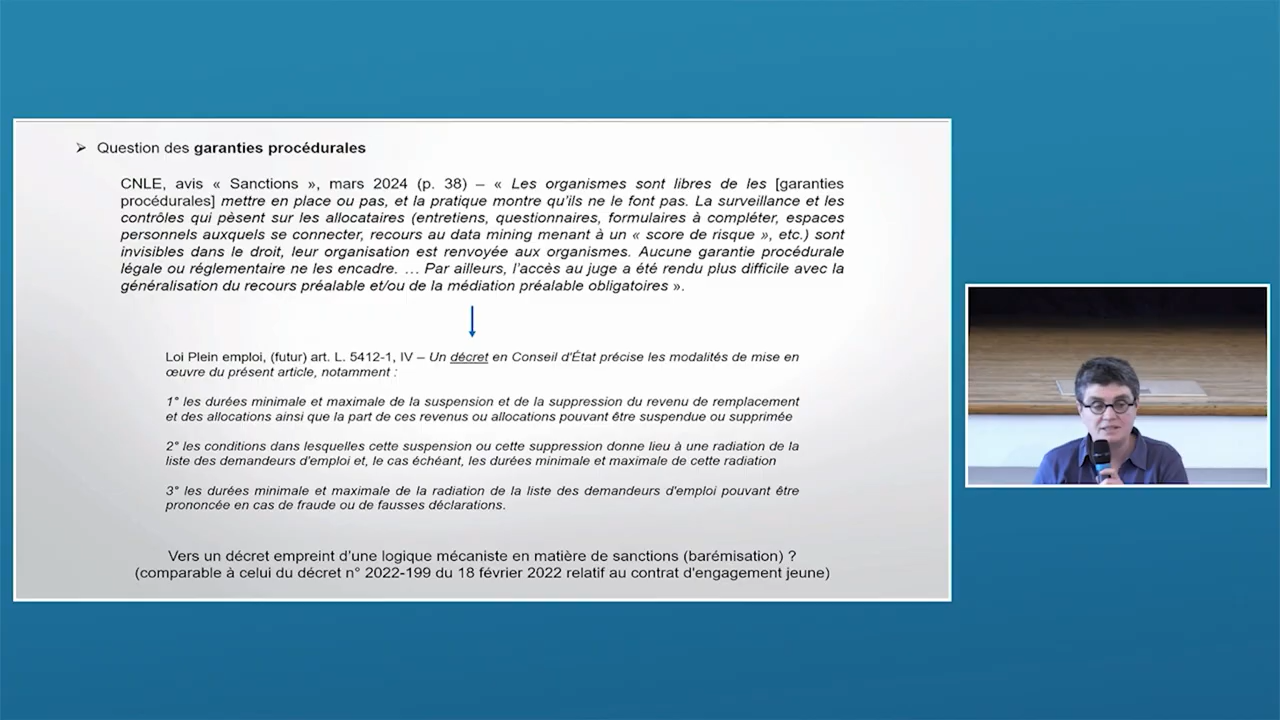 ➢ Question des garanties procédurales
CNLE, avis « Sanctions », mars 2024 (p. 38) – « Les organismes sont libres de les [garanties
procédurales] mettre en place ou pas, et la pratique montre qu'ils ne le font pas. La surveillance et les
contrôles qui pèsent sur les allocataires (entretiens, questionnaires, formulaires à compléter, espaces
personnels auxquels se connecter, recours au data mining menant à un « score de risque », etc.) sont
invisibles dans le droit, leur organisation est renvoyée aux organismes. Aucune garantie procédurale
légale ou réglementaire ne les encadre. … Par ailleurs, l'accès au juge a été rendu plus difficile avec la
généralisation du recours préalable et/ou de la médiation préalable obligatoires ».
Loi Plein emploi, (futur) art. L. 5412-1, IV – Un décret en Conseil d'État précise les modalités de mise en
œuvre du présent article, notamment :
1° les durées minimale et maximale de la suspension et de la suppression du revenu de remplacement
et des allocations ainsi que la part de ces revenus ou allocations pouvant être suspendue ou supprimée
2° les conditions dans lesquelles cette suspension ou cette suppression donne lieu à une radiation de la
liste des demandeurs d'emploi et, le cas échéant, les durées minimale et maximale de cette radiation
3° les durées minimale et maximale de la radiation de la liste des demandeurs d'emploi pouvant être
prononcée en cas de fraude ou de fausses déclarations.
Vers un décret empreint d'une logique mécaniste en matière de sanctions (barémisation) ?
(comparable à celui du décret n° 2022-199 du 18 février 2022 relatif au contrat d'engagement jeune)